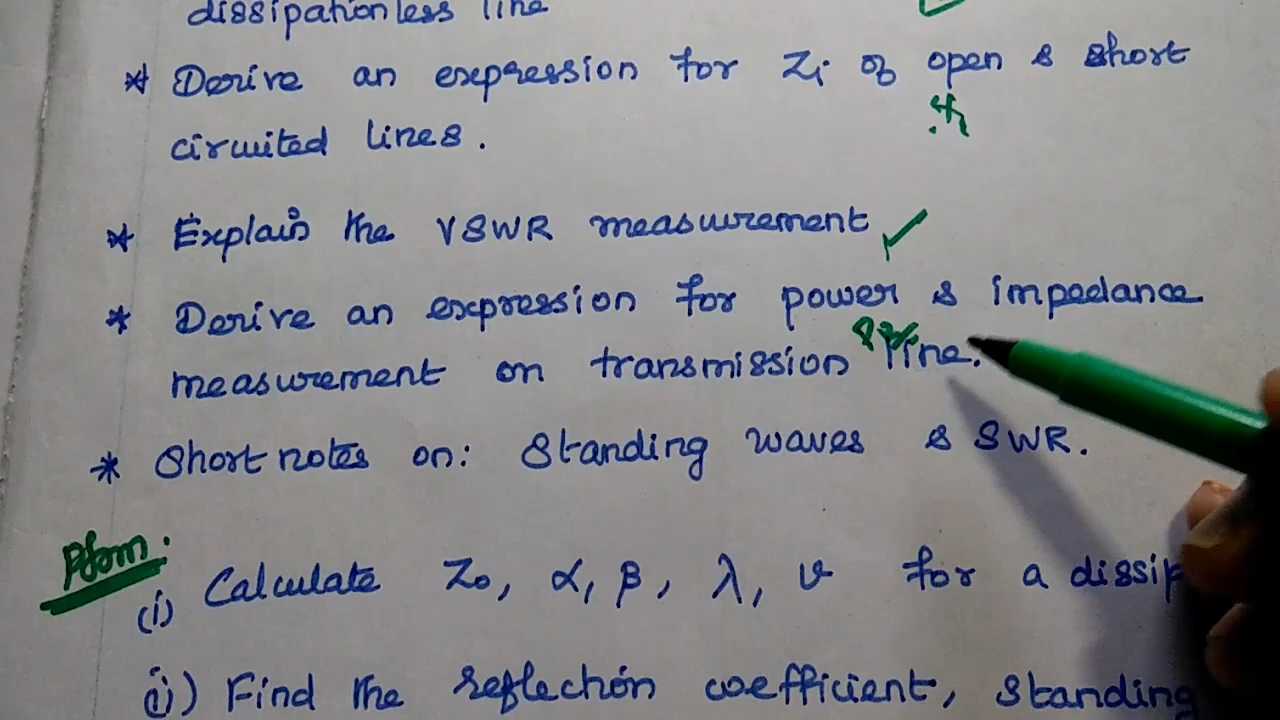 dissipationless line
* Derive an expression for Zi of open & short
circuited lines.
* Explain the VSWR measurement ✓
* Derive an expression for power & impedance
measurement on transmission line.
* Short notes on: Standing waves & SWR.
Pbm:
(i) Calculate Z₀, α, β, λ, v for a dissip
ii) Find the reflection coefficient, standing